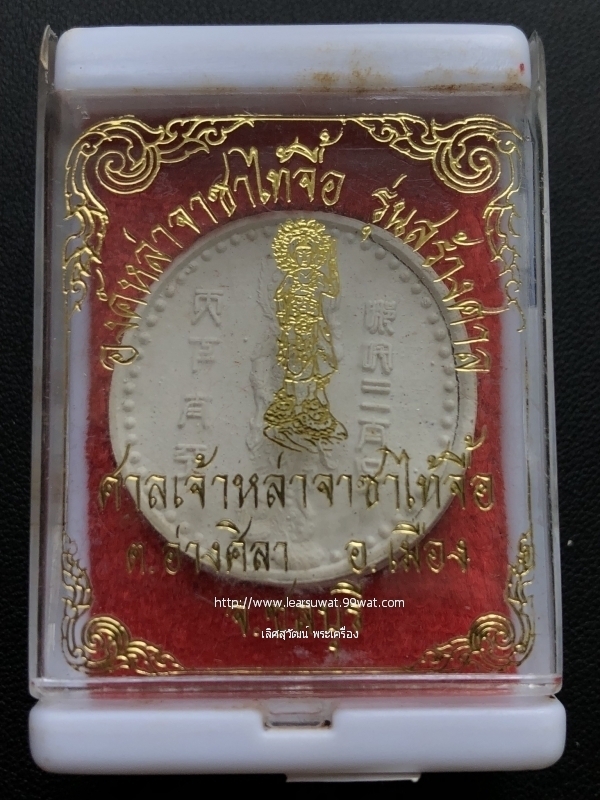 องค์หล่าจาซาไท้จื้อ รุ่นสร้างศาล
ศาลเจ้าหล่าจาซาไท้จื้อ
ต.อ่างศิลา อ.เมือง
จ.ชลบุรี
http://www.learsuwat.99wat.com
เลิศสุวัฒน์ พระเครื่อง